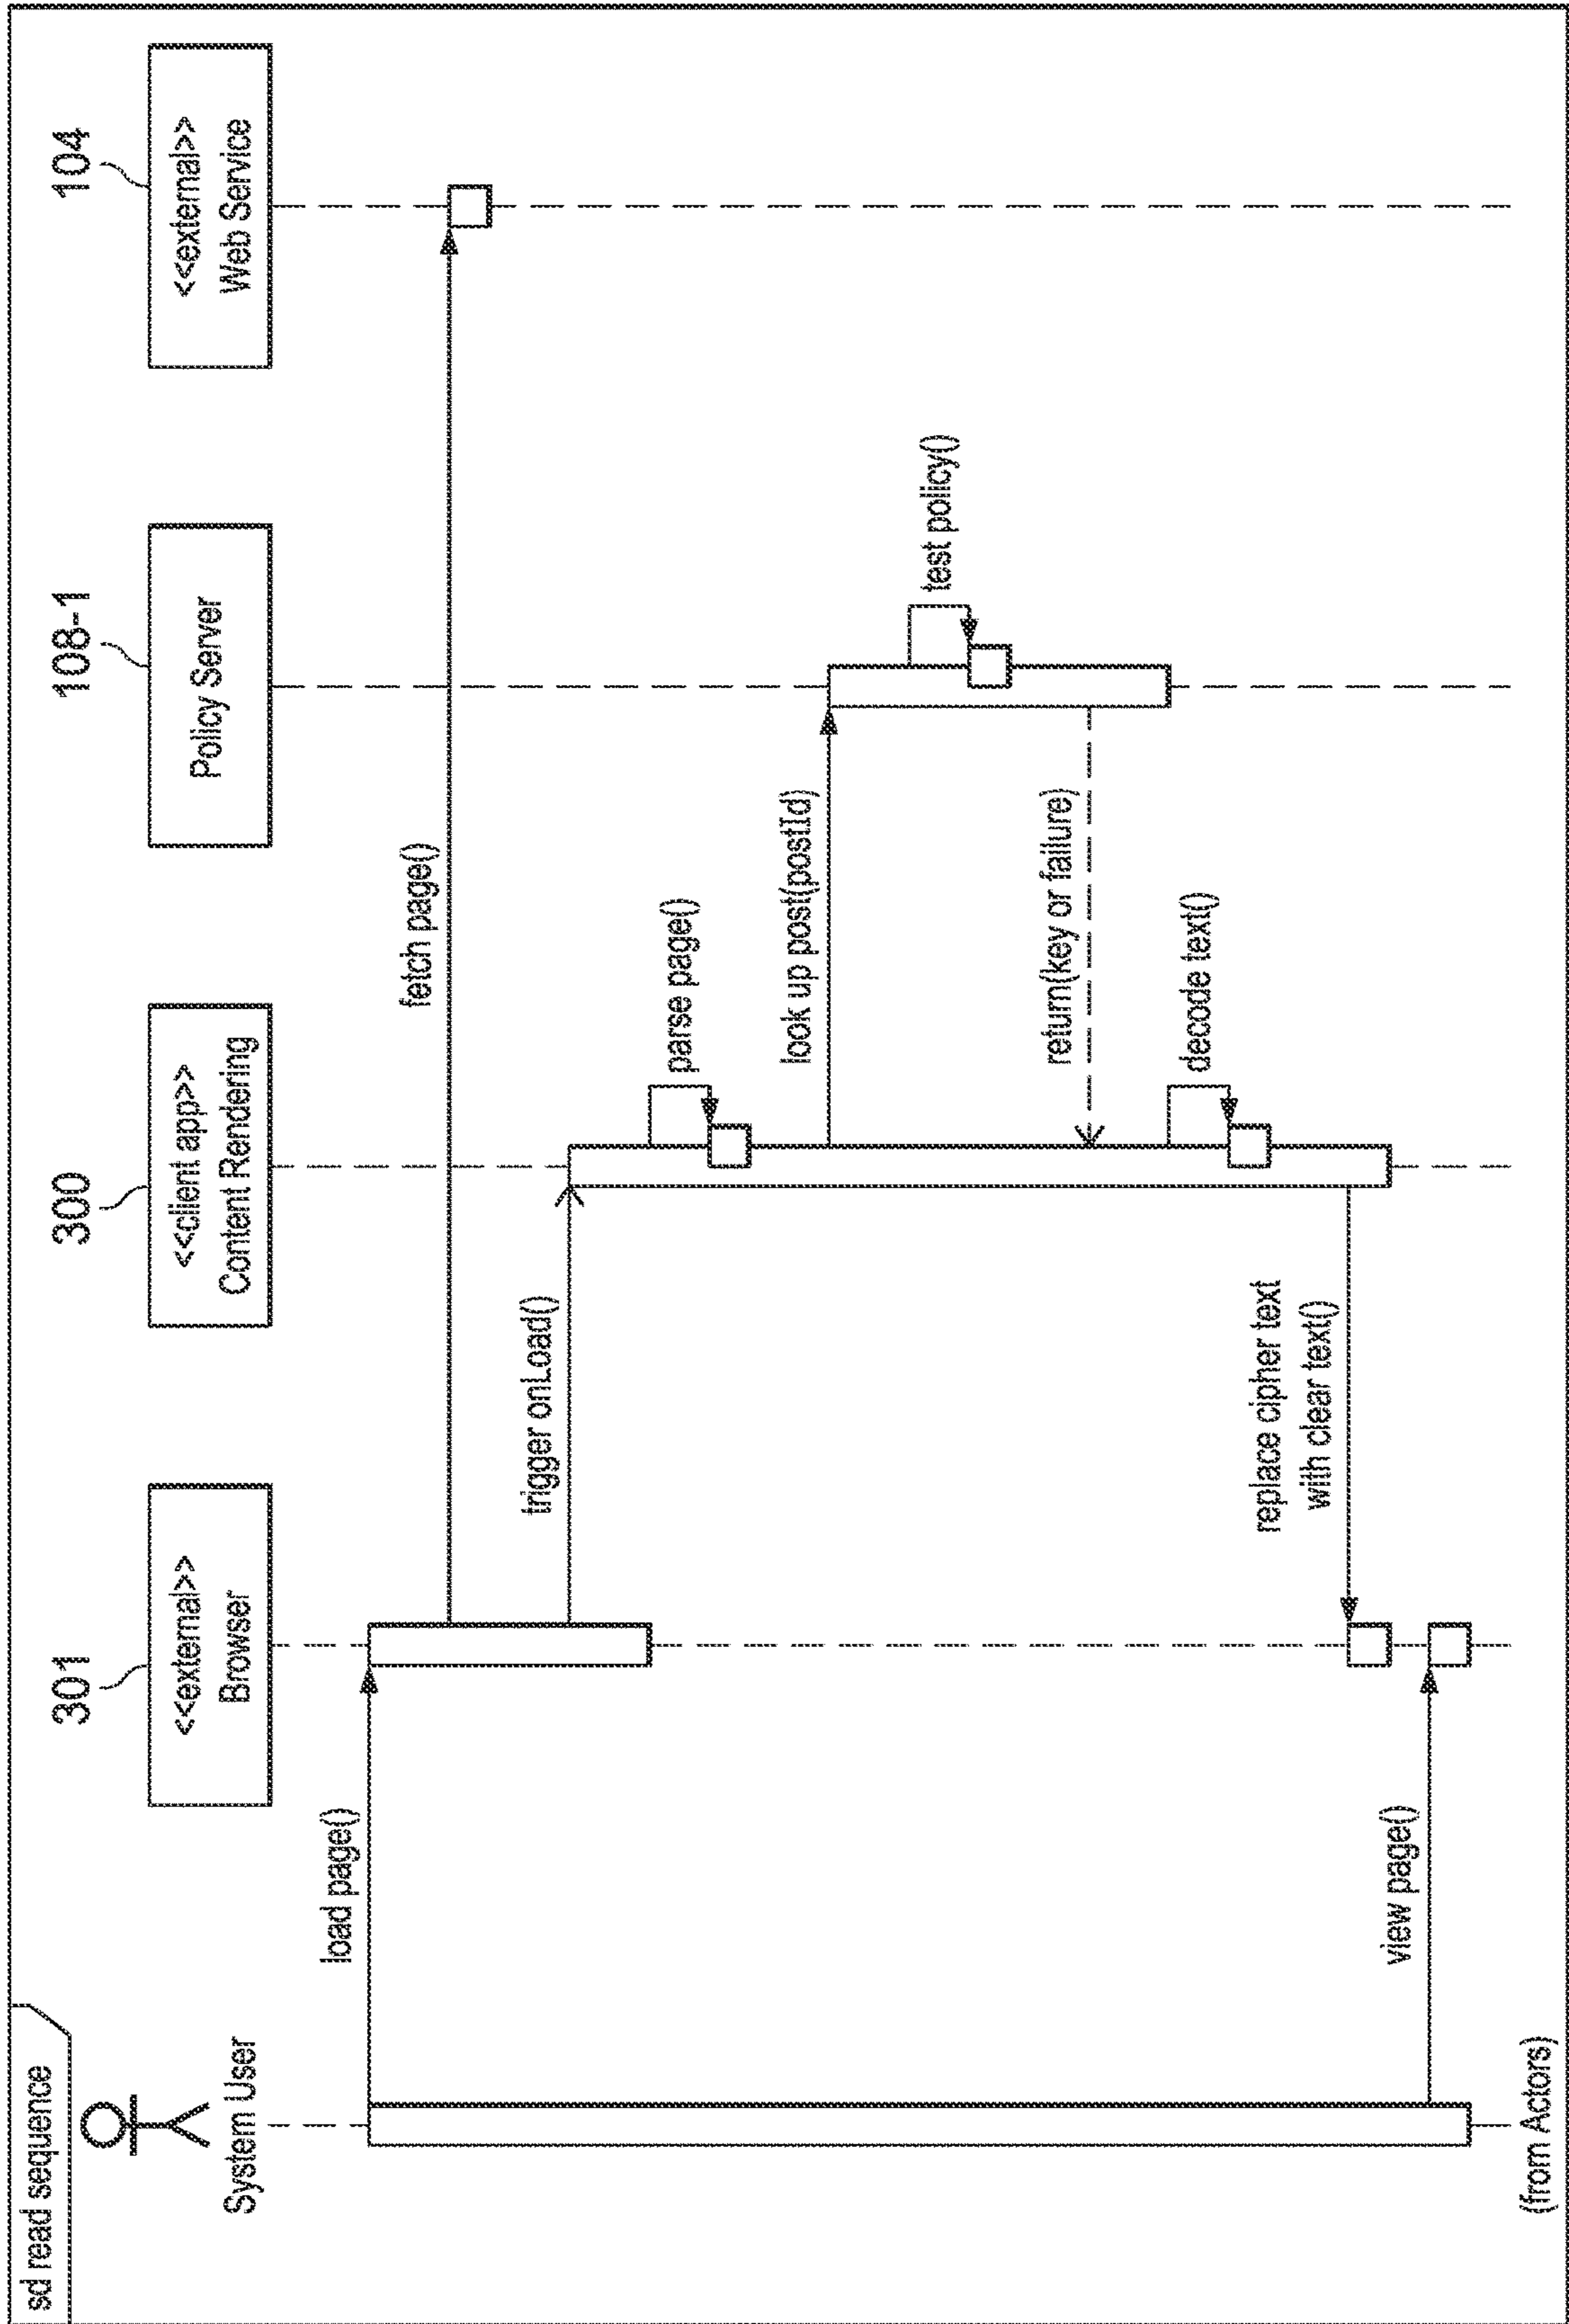 sd read sequence
System User
301
<<external>>
Browser
300
<<client app>>
Content Rendering
108-1
Policy Server
104
<<external>>
Web Service
load page()
fetch page()
trigger onLoad()
parse page()
look up post(postId)
test policy()
return(key or failure)
decode text()
replace cipher text
with clear text()
view page()
(from Actors)